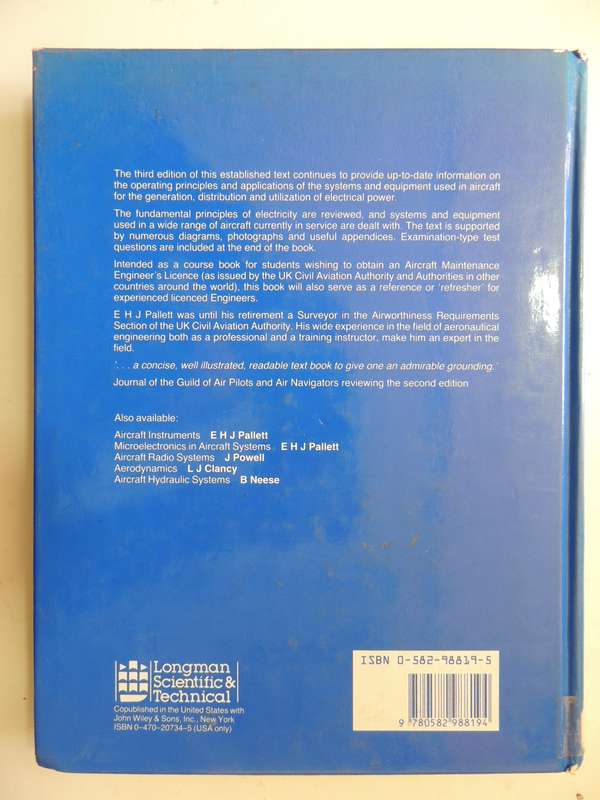 The third edition of this established text continues to provide up-to-date information on
the operating principles and applications of the systems and equipment used in aircraft
for the generation, distribution and utilization of electrical power.
The fundamental principles of electricity are reviewed, and systems and equipment
used in a wide range of aircraft currently in service are dealt with. The text is supported
by numerous diagrams, photographs and useful appendices. Examination-type test
questions are included at the end of the book.
Intended as a course book for students wishing to obtain an Aircraft Maintenance
Engineer's Licence (as issued by the UK Civil Aviation Authority and Authorities in other
countries around the world), this book will also serve as a reference or 'refresher' for
experienced licenced Engineers.
E H J Pallett was until his retirement a Surveyor in the Airworthiness Requirements
Section of the UK Civil Aviation Authority. His wide experience in the field of aeronautical
engineering both as a professional and a training instructor, make him an expert in the
field.
'. . . a concise, well illustrated, readable text book to give one an admirable grounding.'
Journal of the Guild of Air Pilots and Air Navigators reviewing the second edition
Also available:
Aircraft Instruments E H J Pallett
Microelectronics in Aircraft Systems E H J Pallett
Aircraft Radio Systems J Powell
Aerodynamics L J Clancy
Aircraft Hydraulic Systems B Neese
Longman
Scientific &
Technical
Copublished in the United States with
John Wiley & Sons, Inc., New York
ISBN 0-470-20734-5 (USA only)
ISBN 0-582-98819-5
9 780582 988194